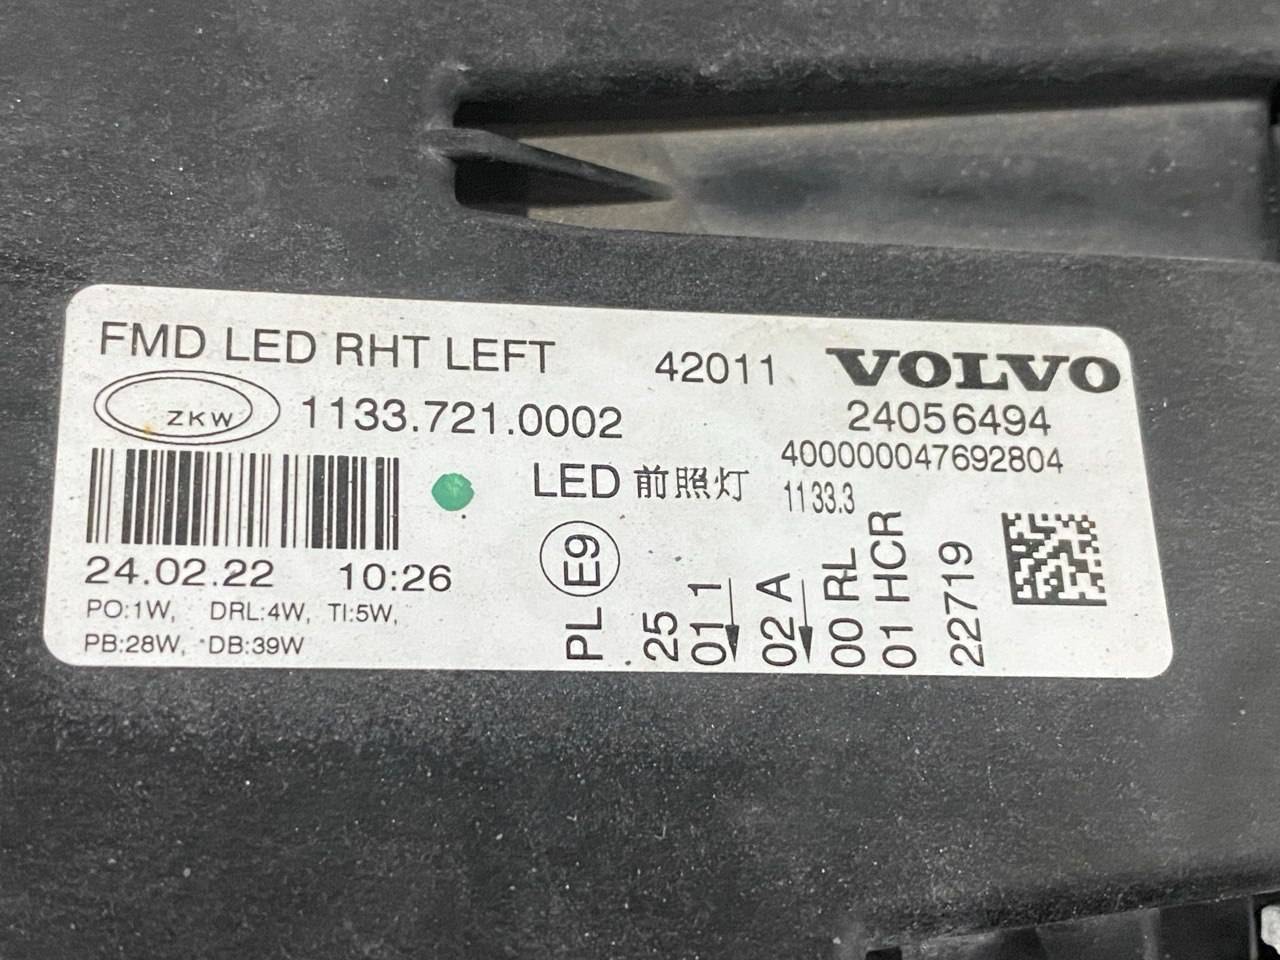 FMD LED RHT LEFT 42011 VOLVO
ZKW 1133.721.0002 24056494
400000047692804
LED 前照灯 1133.3
24.02.22 10:26
PO:1W, DRL:4W, TI:5W,
PB:28W, DB:39W
PL E9
25
01 1
02 A
00 RL
01 HCR
22719